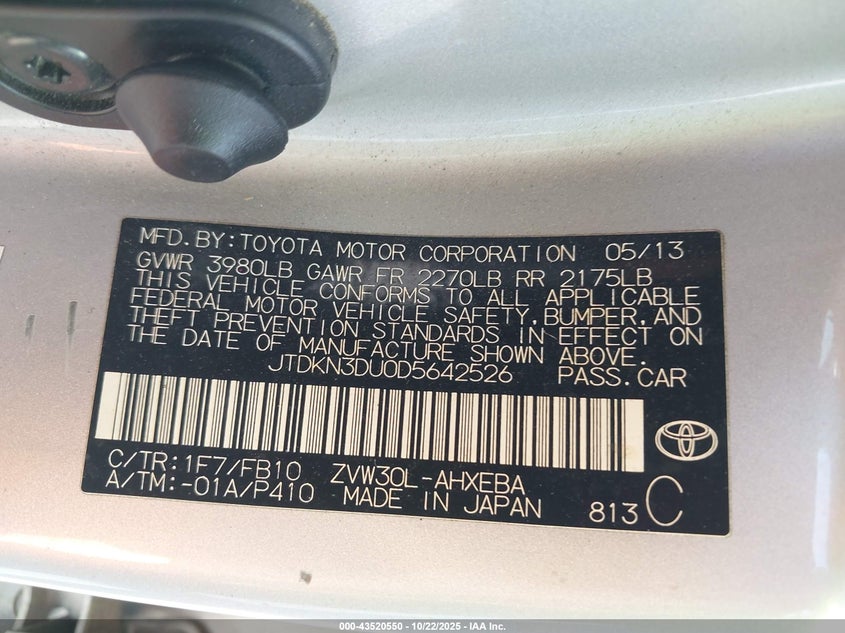 MFD. BY: TOYOTA MOTOR CORPORATION 05/13
GVWR 3980LB GAWR FR 2270LB RR 2175LB
THIS VEHICLE CONFORMS TO ALL APPLICABLE
FEDERAL MOTOR VEHICLE SAFETY, BUMPER, AND
THEFT PREVENTION STANDARDS IN EFFECT ON
THE DATE OF MANUFACTURE SHOWN ABOVE.
JTDKN3DU0D5642526 PASS. CAR
C/TR: 1F7/FB10 ZVW30L-AHXEBA
A/TM: -01A/P410 MADE IN JAPAN
813 C
000-43520550 - 10/22/2025 - IAA Inc.